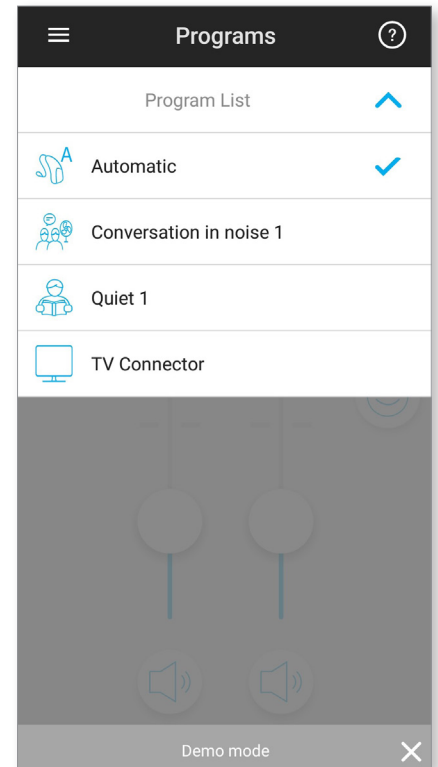 Programs
?
Program List
A
Automatic
Conversation in noise 1
Quiet 1
TV Connector
Demo mode